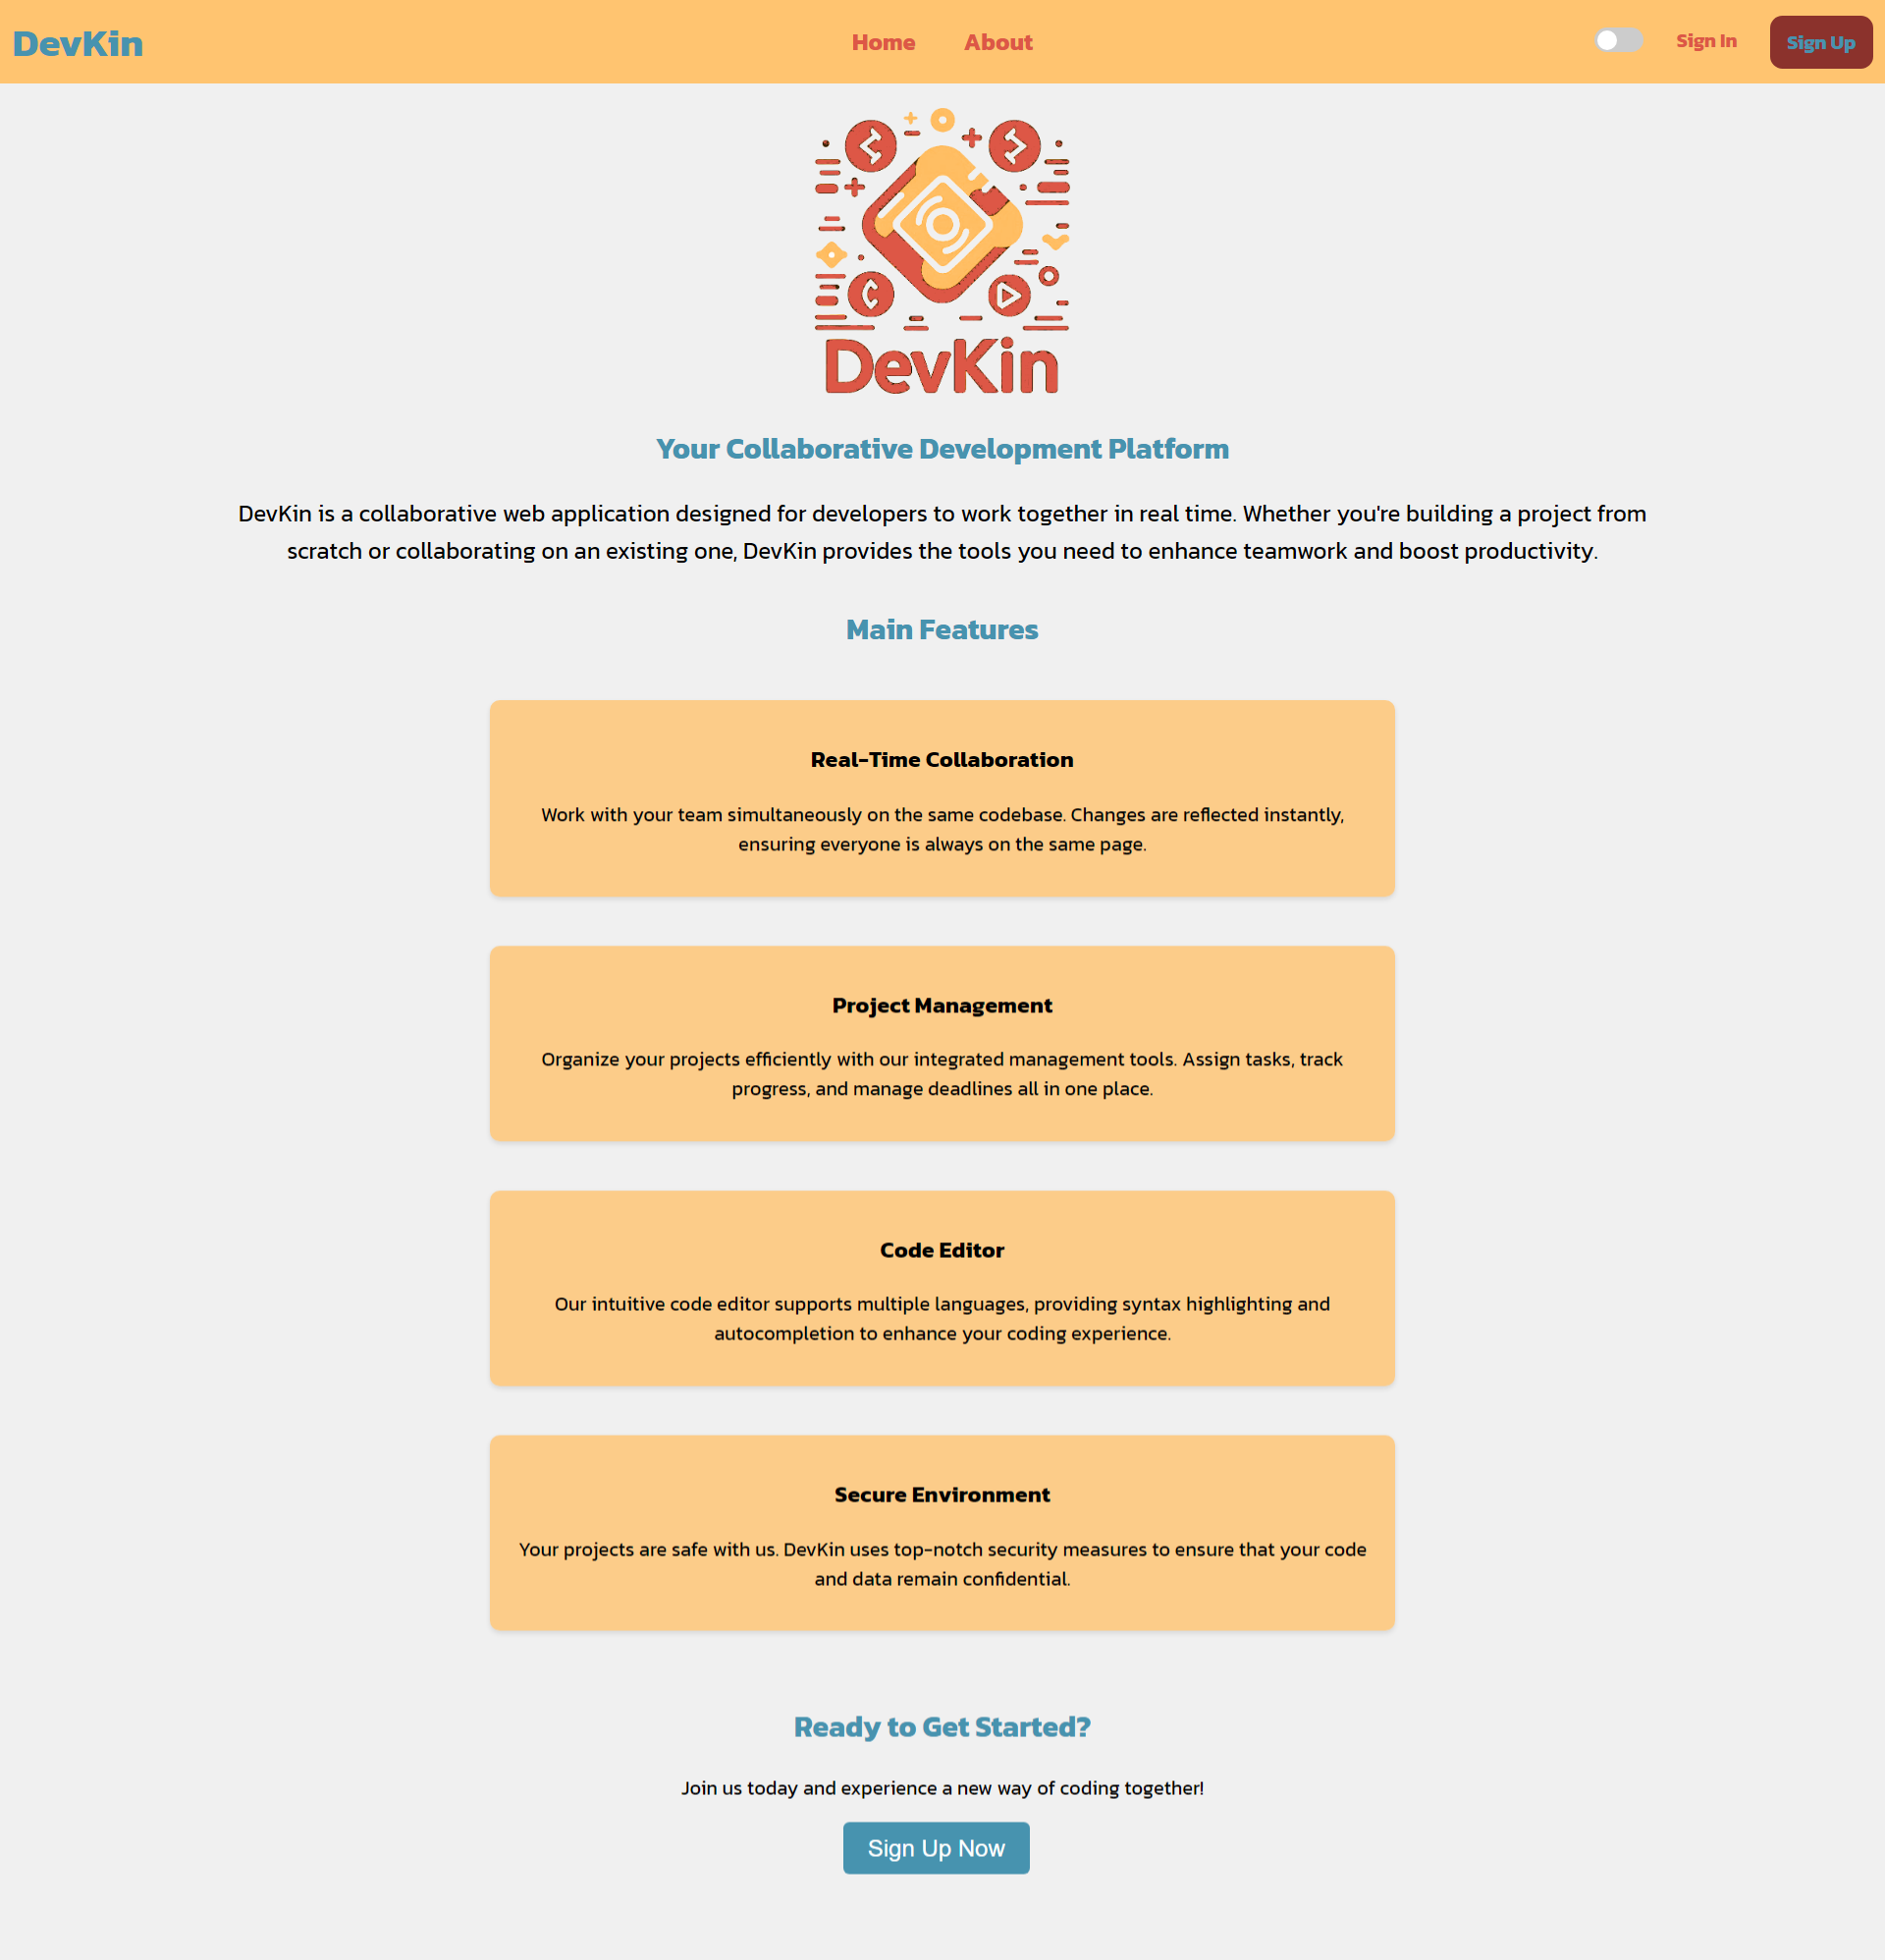 DevKin
Home About
Sign In
Sign Up
DevKin
Your Collaborative Development Platform
DevKin is a collaborative web application designed for developers to work together in real time. Whether you're building a project from
scratch or collaborating on an existing one, DevKin provides the tools you need to enhance teamwork and boost productivity.
Main Features
Real-Time Collaboration
Work with your team simultaneously on the same codebase. Changes are reflected instantly,
ensuring everyone is always on the same page.
Project Management
Organize your projects efficiently with our integrated management tools. Assign tasks, track
progress, and manage deadlines all in one place.
Code Editor
Our intuitive code editor supports multiple languages, providing syntax highlighting and
autocompletion to enhance your coding experience.
Secure Environment
Your projects are safe with us. DevKin uses top-notch security measures to ensure that your code
and data remain confidential.
Ready to Get Started?
Join us today and experience a new way of coding together!
Sign Up Now